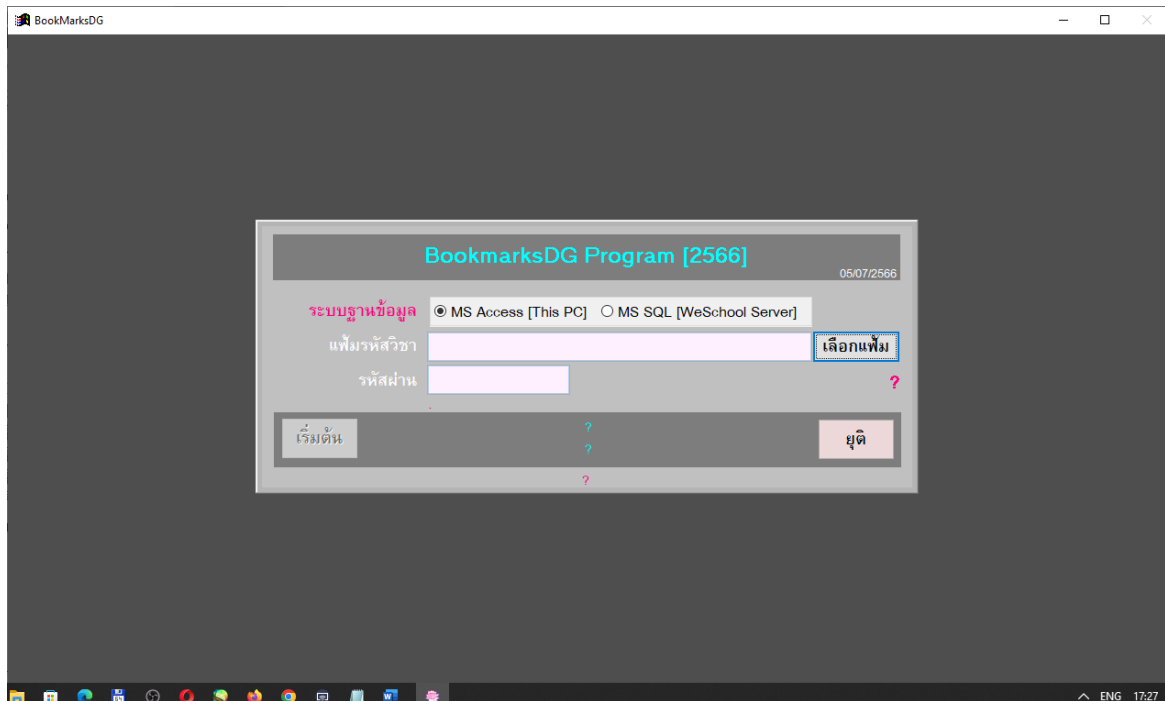 BookMarksDG
BookmarksDG Program [2566]
05/07/2566
ระบบฐานข้อมูล MS Access [This PC] MS SQL [WeSchool Server]
แฟ้มรหัสวิชา เลือกแฟ้ม
รหัสผ่าน ?
เริ่มต้น ? ยุติ
?
?
ENG 17:27